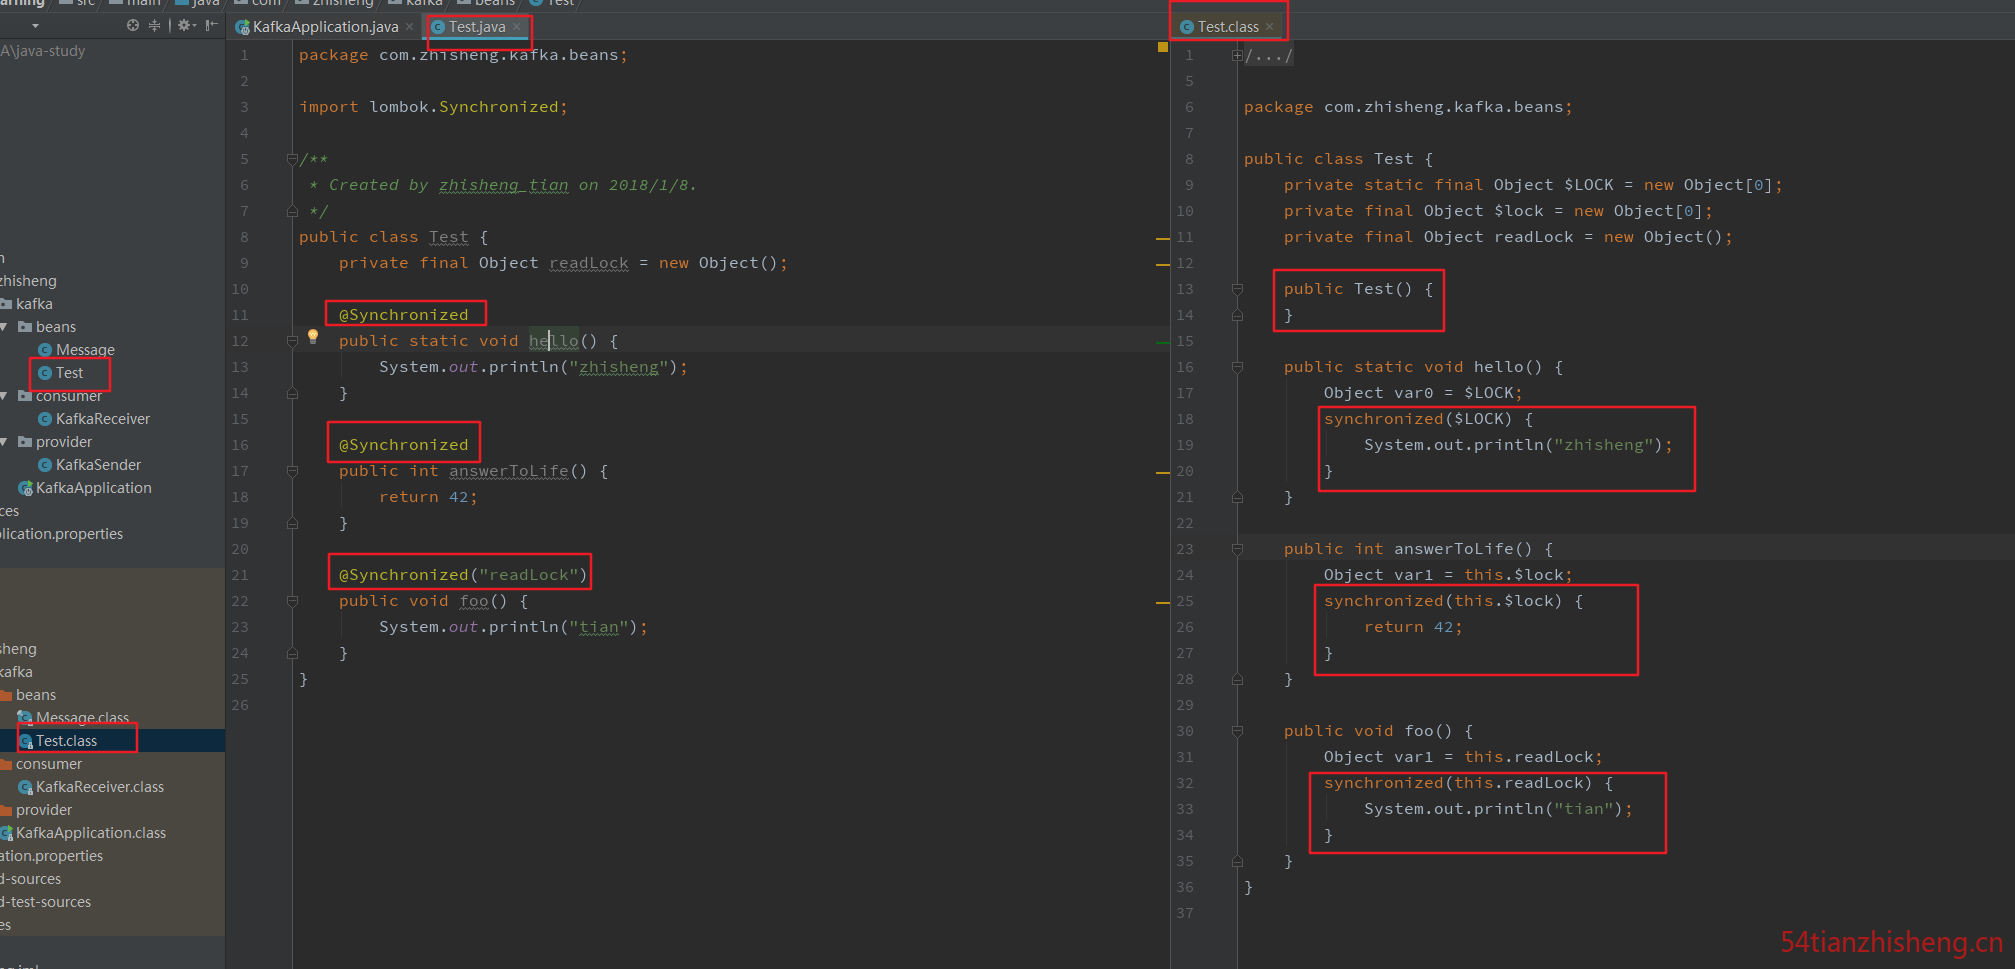 src main java com zhisheng kafka beans Test
A\java-study
zhisheng
kafka
beans
Message
Test
consumer
KafkaReceiver
provider
KafkaSender
KafkaApplication
ces
lication.properties
sheng
kafka
beans
Message.class
Test.class
consumer
KafkaReceiver.class
provider
KafkaApplication.class
ation.properties
d-sources
d-test-sources
es
KafkaApplication.java × Test.java ×
1 package com.zhisheng.kafka.beans;
2
3 import lombok.Synchronized;
4
5 /**
6 * Created by zhisheng_tian on 2018/1/8.
7 */
8 public class Test {
9 private final Object readLock = new Object();
10
11 @Synchronized
12 public static void hello() {
13 System.out.println("zhisheng");
14 }
15
16 @Synchronized
17 public int answerToLife() {
18 return 42;
19 }
20
21 @Synchronized("readLock")
22 public void foo() {
23 System.out.println("tian");
24 }
25 }
26
Test.class ×
1 /.../
5
6 package com.zhisheng.kafka.beans;
7
8 public class Test {
9 private static final Object $LOCK = new Object[0];
10 private final Object $lock = new Object[0];
11 private final Object readLock = new Object();
12
13 public Test() {
14 }
15
16 public static void hello() {
17 Object var0 = $LOCK;
18 synchronized($LOCK) {
19 System.out.println("zhisheng");
20 }
21 }
22
23 public int answerToLife() {
24 Object var1 = this.$lock;
25 synchronized(this.$lock) {
26 return 42;
27 }
28 }
29
30 public void foo() {
31 Object var1 = this.readLock;
32 synchronized(this.readLock) {
33 System.out.println("tian");
34 }
35 }
36 }
37
54tianzhisheng.cn